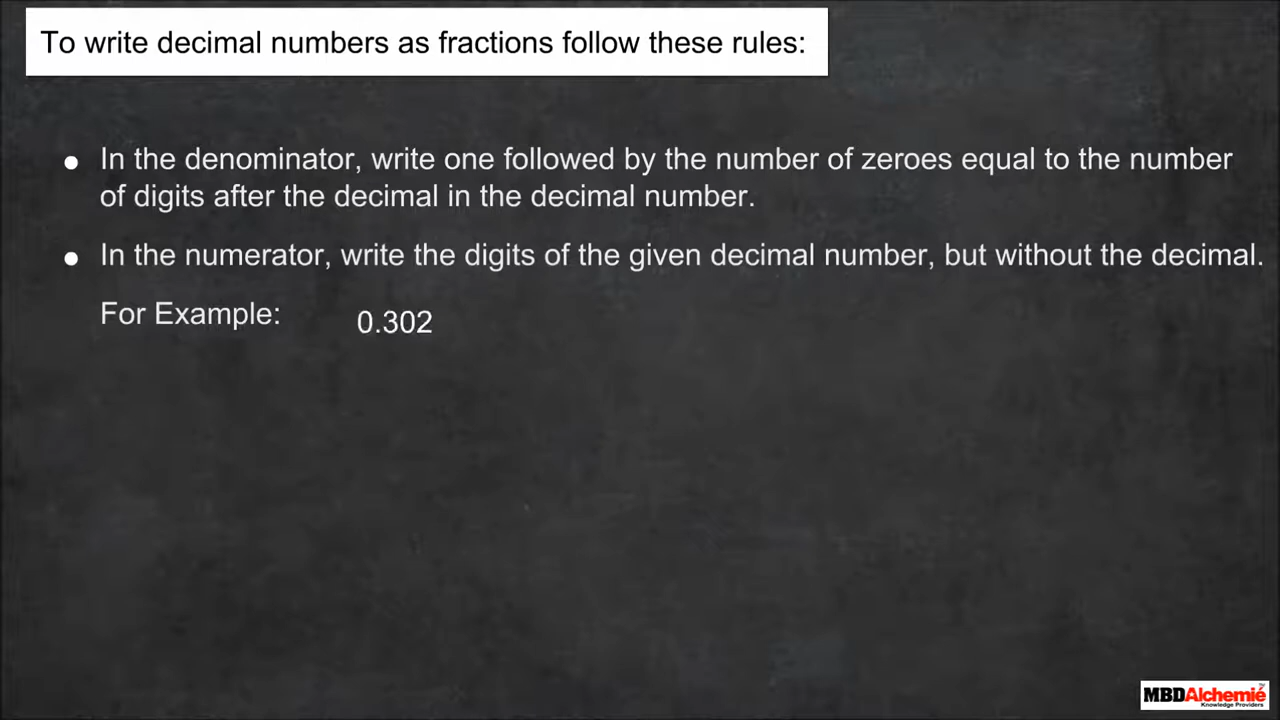 To write decimal numbers as fractions follow these rules:
● In the denominator, write one followed by the number of zeroes equal to the number
of digits after the decimal in the decimal number.
● In the numerator, write the digits of the given decimal number, but without the decimal.
For Example: 0.302
MBDAlchemié
Knowledge Providers